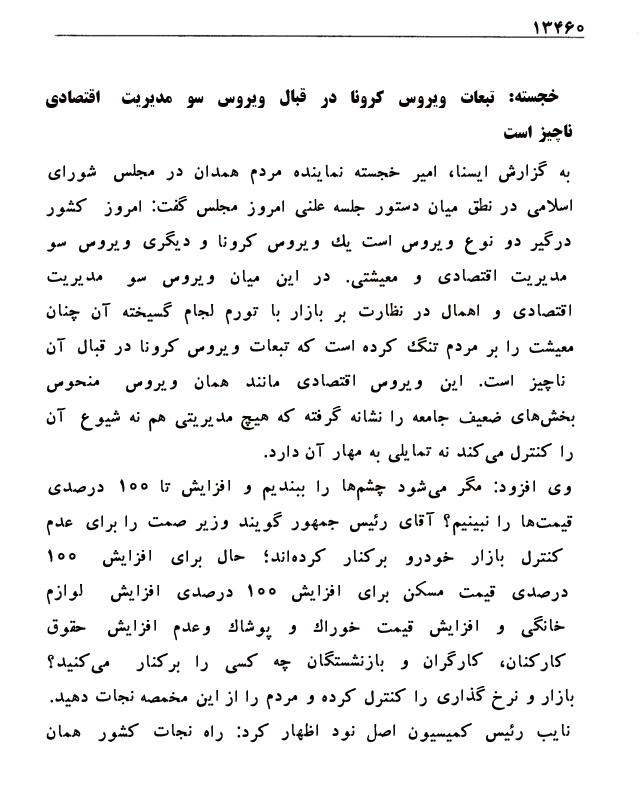 ۱۳۴۶۰
خجسته: تبعات ویروس کرونا در قبال ویروس سو مدیریت اقتصادی
ناچیز است
به گزارش ایسنا، امیر خجسته نماینده مردم همدان در مجلس شورای
اسلامی در نطق میان دستور جلسه علنی امروز مجلس گفت: امروز کشور
درگیر دو نوع ویروس است یك ویروس کرونا و دیگری ویروس سو
مدیریت اقتصادی و معیشتی. در این میان ویروس سو مدیریت
اقتصادی و اهمال در نظارت بر بازار با تورم لجام گسیخته آن چنان
معیشت را بر مردم تنگ کرده است که تبعات ویروس کرونا در قبال آن
ناچیز است. این ویروس اقتصادی مانند همان ویروس منحوس
بخش‌های ضعیف جامعه را نشانه گرفته که هیچ مدیریتی هم نه شیوع آن
را کنترل می‌کند نه تمایلی به مهار آن دارد.
وی افزود: مگر می‌شود چشم‌ها را ببندیم و افزایش تا ۱۰۰ درصدی
قیمت‌ها را نبینیم؟ آقای رئیس جمهور گویند وزیر صمت را برای عدم
کنترل بازار خودرو برکنار کرده‌اند؛ حال برای افزایش ۱۰۰
درصدی قیمت مسکن برای افزایش ۱۰۰ درصدی افزایش لوازم
خانگی و افزایش قیمت خوراك و پوشاك وعدم افزایش حقوق
کارکنان، کارگران و بازنشستگان چه کسی را برکنار می‌کنید؟
بازار و نرخ گذاری را کنترل کرده و مردم را از این مخمصه نجات دهید.
نایب رئیس کمیسیون اصل نود اظهار کرد: راه نجات کشور همان